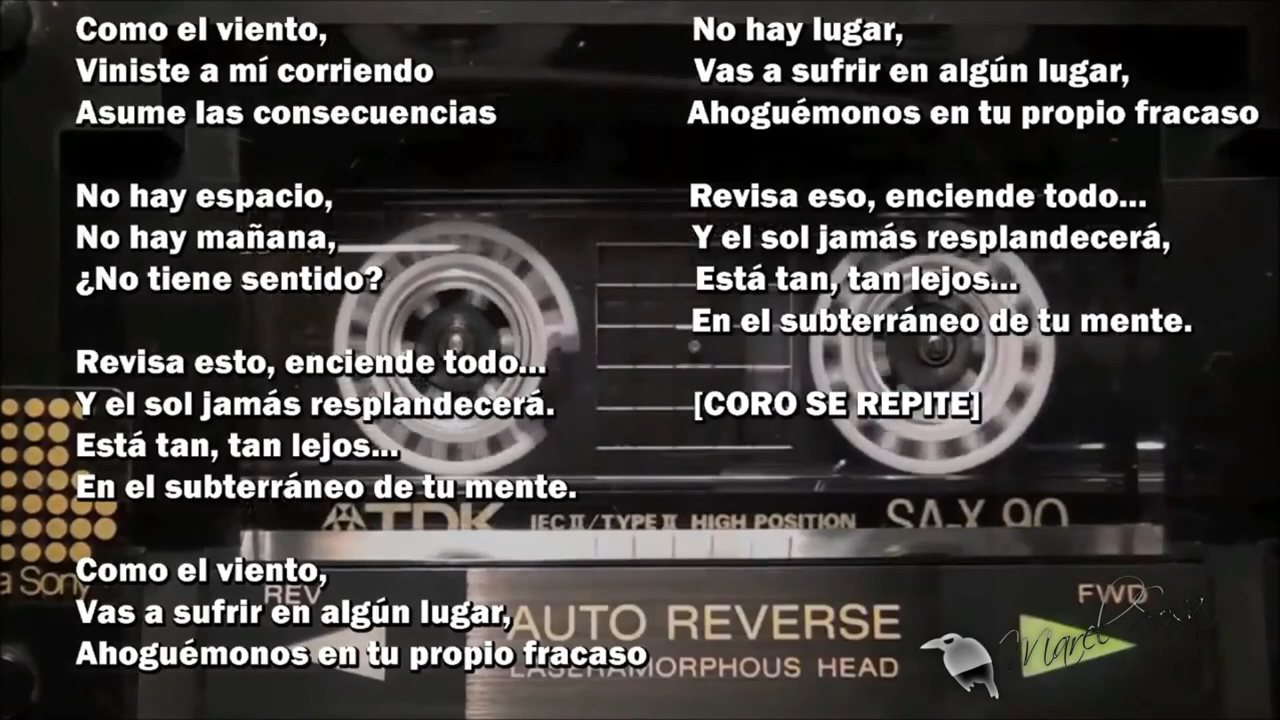 Como el viento,
Viniste a mí corriendo
Asume las consecuencias
No hay espacio,
No hay mañana,
¿No tiene sentido?
Revisa esto, enciende todo...
Y el sol jamás resplandecerá.
Está tan, tan lejos...
En el subterráneo de tu mente.
Como el viento,
Vas a sufrir en algún lugar,
Ahoguémonos en tu propio fracaso
No hay lugar,
Vas a sufrir en algún lugar,
Ahoguémonos en tu propio fracaso
Revisa eso, enciende todo...
Y el sol jamás resplandecerá,
Está tan, tan lejos...
En el subterráneo de tu mente.
[CORO SE REPITE]
TDK IEC II/TYPE II HIGH POSITION SA-X 90
a Sony
REV
FWD
AUTO REVERSE
LASER AMORPHOUS HEAD